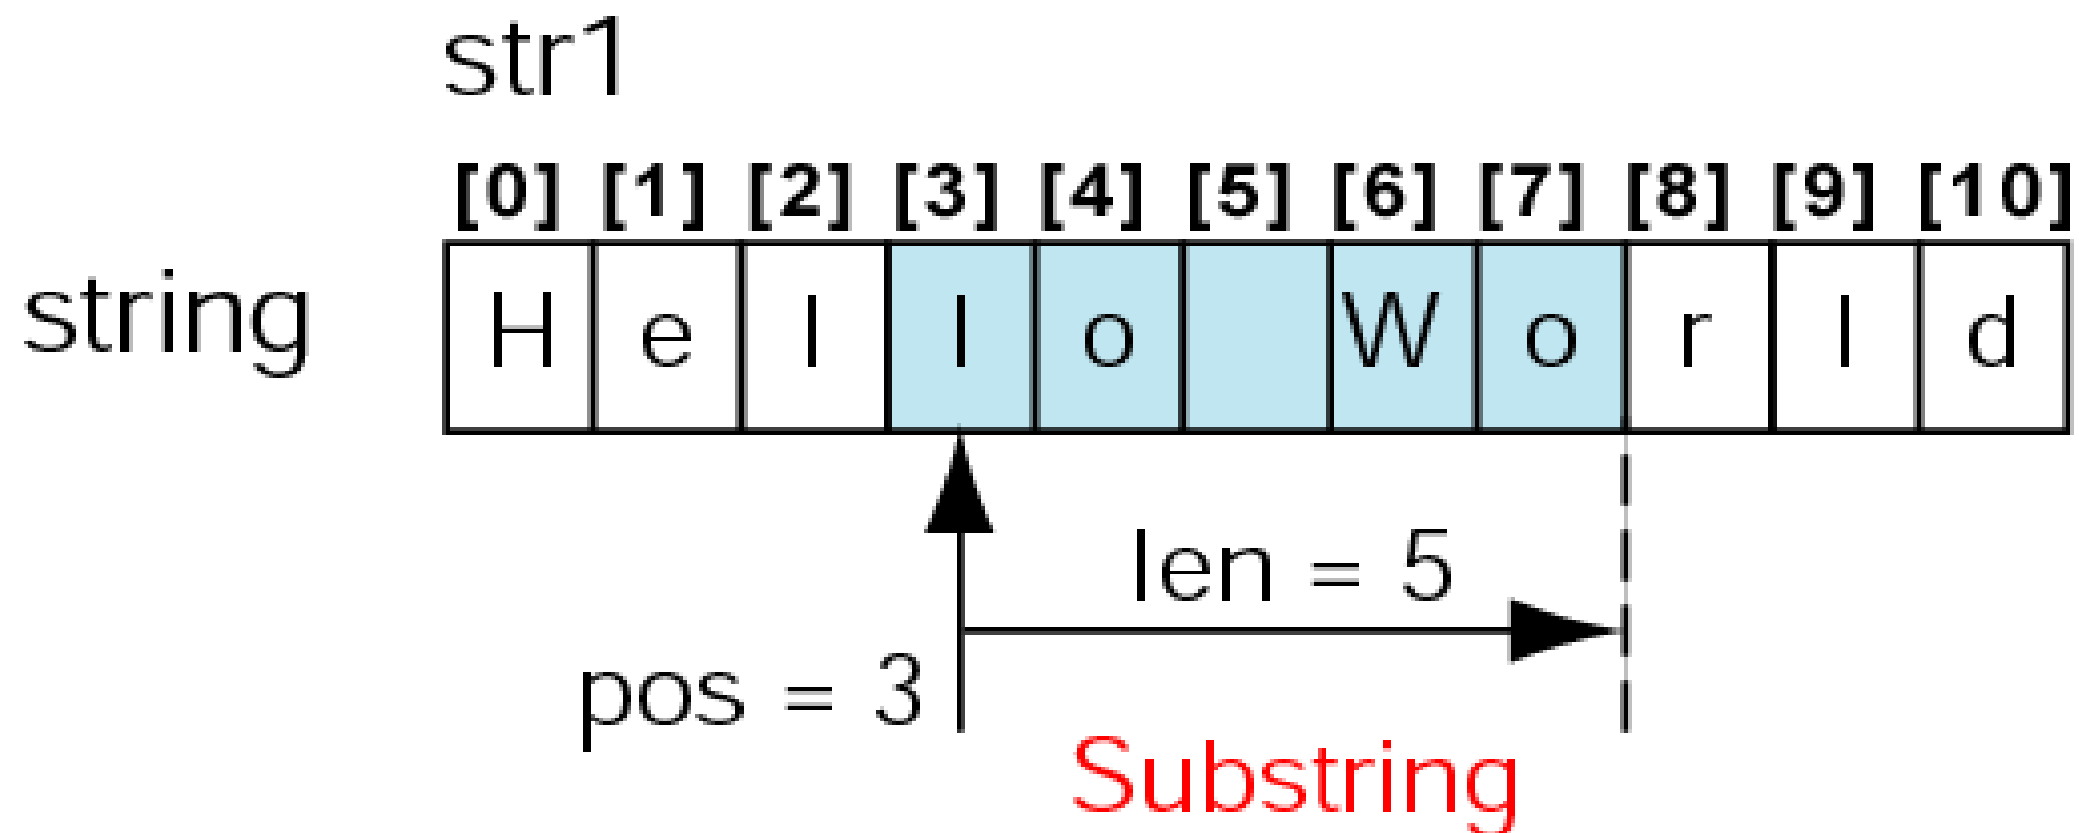 str1
[0] [1] [2] [3] [4] [5] [6] [7] [8] [9] [10]
string H e l l o W o r l d
len = 5
pos = 3
Substring